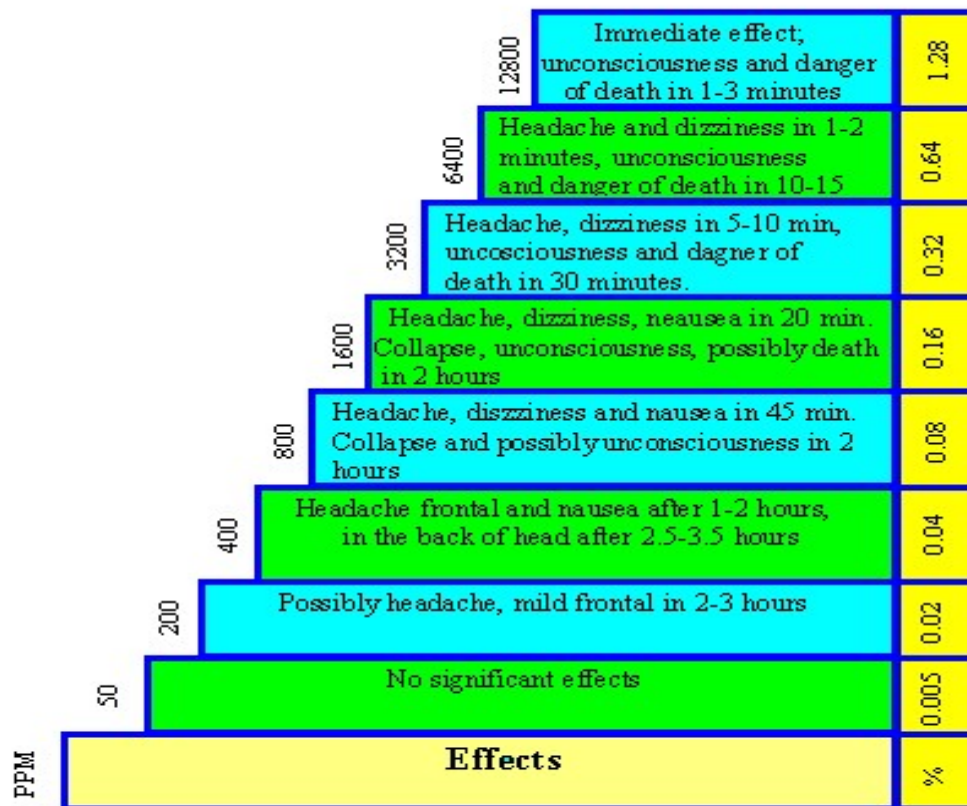 12800
Immediate effect;
unconsciousness and danger
of death in 1-3 minutes
1.28
6400
Headache and dizziness in 1-2
minutes, unconsciousness
and danger of death in 10-15
0.64
3200
Headache, dizziness in 5-10 min,
uncosciousness and dagner of
death in 30 minutes.
0.32
1600
Headache, dizziness, neausea in 20 min.
Collapse, unconsciousness, possibly death
in 2 hours
0.16
800
Headache, diszziness and nausea in 45 min.
Collapse and possibly unconsciousness in 2
hours
0.08
400
Headache frontal and nausea after 1-2 hours,
in the back of head after 2.5-3.5 hours
0.04
200
Possibly headache, mild frontal in 2-3 hours
0.02
50
No significant effects
0.005
PPM
Effects
%